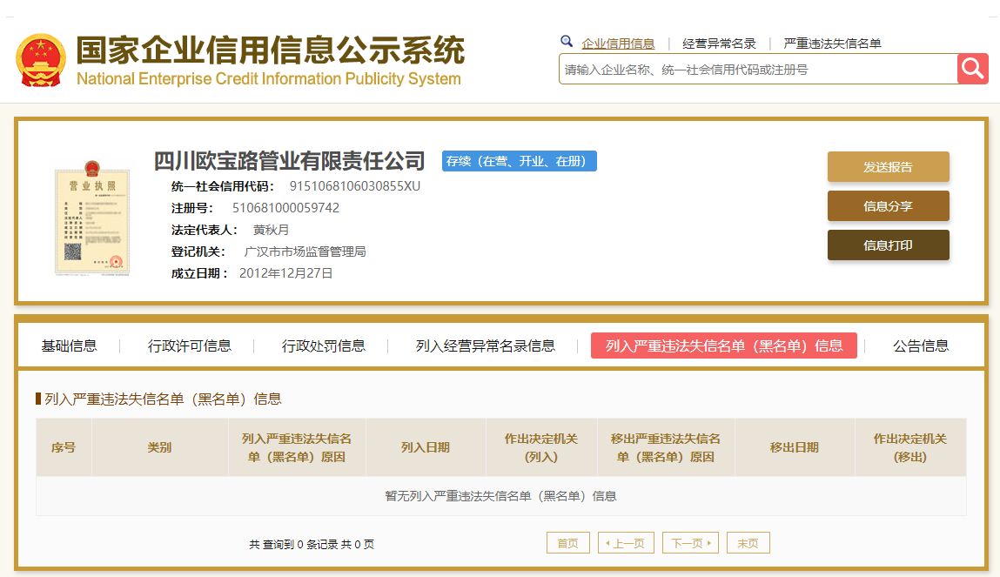 国家企业信用信息公示系统
National Enterprise Credit Information Publicity System
企业信用信息 | 经营异常名录 | 严重违法失信名单
请输入企业名称、统一社会信用代码或注册号
营业执照
四川欧宝路管业有限责任公司 存续（在营、开业、在册）
统一社会信用代码： 9151068106030855XU
注册号： 510681000059742
法定代表人： 黄秋月
登记机关： 广汉市市场监督管理局
成立日期： 2012年12月27日
发送报告
信息分享
信息打印
基础信息 | 行政许可信息 | 行政处罚信息 | 列入经营异常名录信息 | 列入严重违法失信名单（黑名单）信息 | 公告信息
列入严重违法失信名单（黑名单）信息
序号 类别 列入严重违法失信名单（黑名单）原因 列入日期 作出决定机关(列入) 移出严重违法失信名单（黑名单）原因 移出日期 作出决定机关(移出)
暂无列入严重违法失信名单（黑名单）信息
共 查询到 0 条记录 共 0 页 首页 上一页 下一页 末页